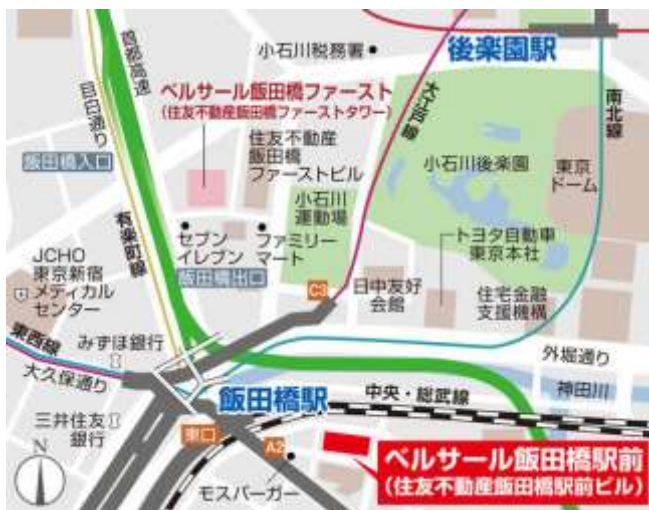 小石川税務署
後楽園駅
首都高速
目白通り
ベルサール飯田橋ファースト
(住友不動産飯田橋ファーストタワー)
大江戸線
南北線
飯田橋入口
住友不動産
飯田橋
ファーストビル
小石川後楽園
東京
ドーム
小石川
運動場
有楽町線
セブン
イレブン
ファミリー
マート
トヨタ自動車
東京本社
JCHO
東京新宿
メディカル
センター
飯田橋出口
C3
日中友好
会館
住宅金融
支援機構
東西線
みずほ銀行
外堀通り
大久保通り
飯田橋駅
中央・総武線
神田川
三井住友
銀行
東口
A2
N
モスバーガー
ベルサール飯田橋駅前
(住友不動産飯田橋駅前ビル)